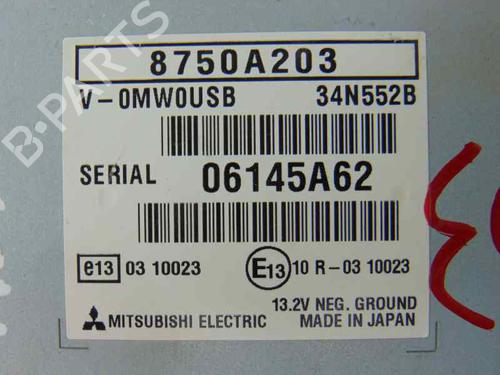 8750A203
V-0MW0USB 34N552B
SERIAL 06145A62
e13 03 10023 E13 10 R-03 10023
13.2V NEG. GROUND
MITSUBISHI ELECTRIC MADE IN JAPAN
B-PARTS